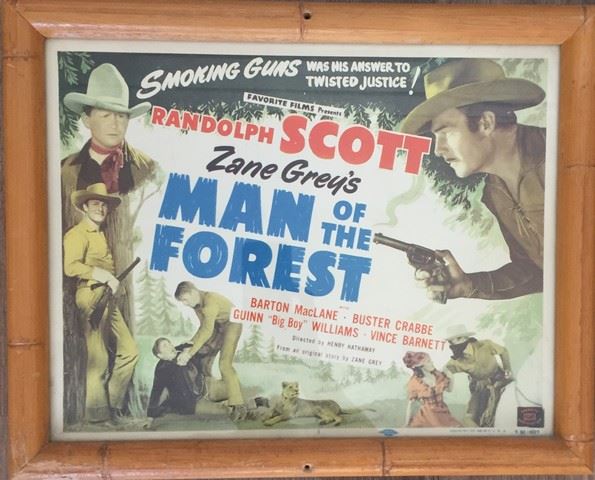 SMOKING GUNS WAS HIS ANSWER TO
TWISTED JUSTICE!
FAVORITE FILMS Presents
RANDOLPH SCOTT
Zane Grey's
MAN OF THE
FOREST
WITH
BARTON MacLANE · BUSTER CRABBE
GUINN "Big Boy" WILLIAMS · VINCE BARNETT
Directed by HENRY HATHAWAY
From an original story by ZANE GREY